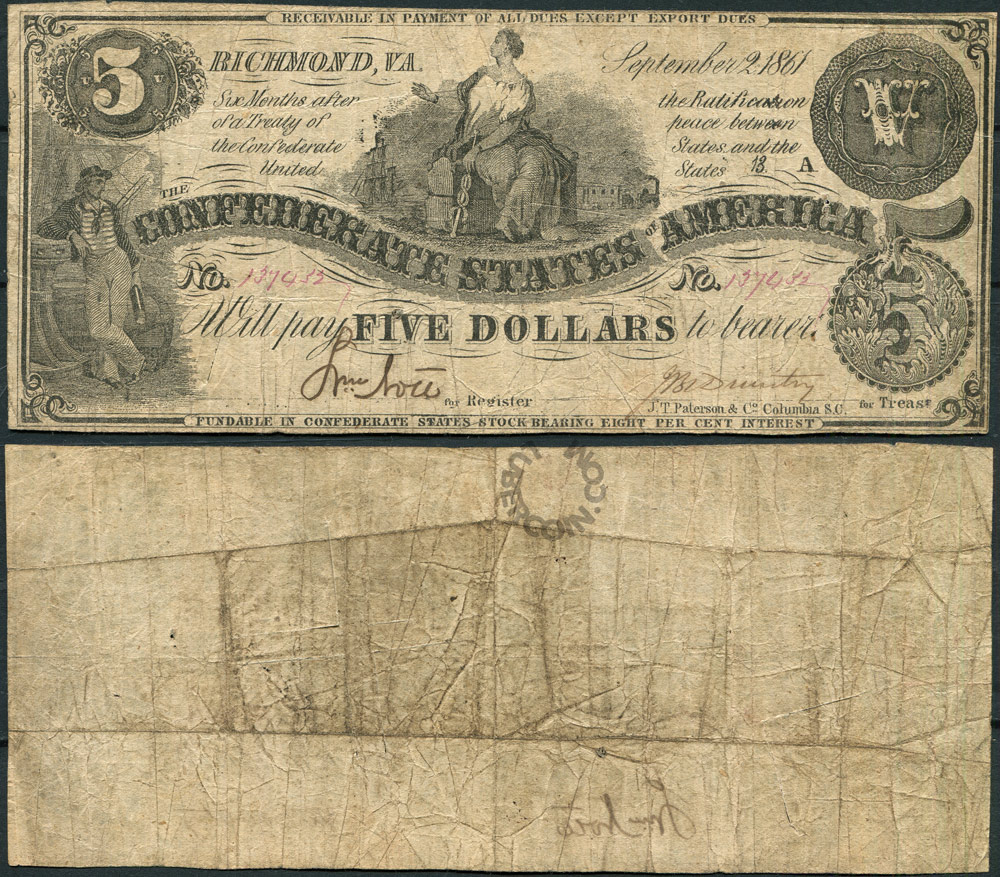 RECEIVABLE IN PAYMENT OF ALL DUES EXCEPT EXPORT DUES
5
U U
RICHMOND, VA.
September 2, 1861
Six Months after the Ratification
of a Treaty of peace between
the Confederate States and the
United States 13. A
THE
CONFEDERATE STATES OF AMERICA
No. 137482 No. 137482
Will pay FIVE DOLLARS to bearer.
5
for Register
J. T. Paterson & Co. Columbia S.C.
for Treasr
FUNDABLE IN CONFEDERATE STATES STOCK BEARING EIGHT PER CENT INTEREST